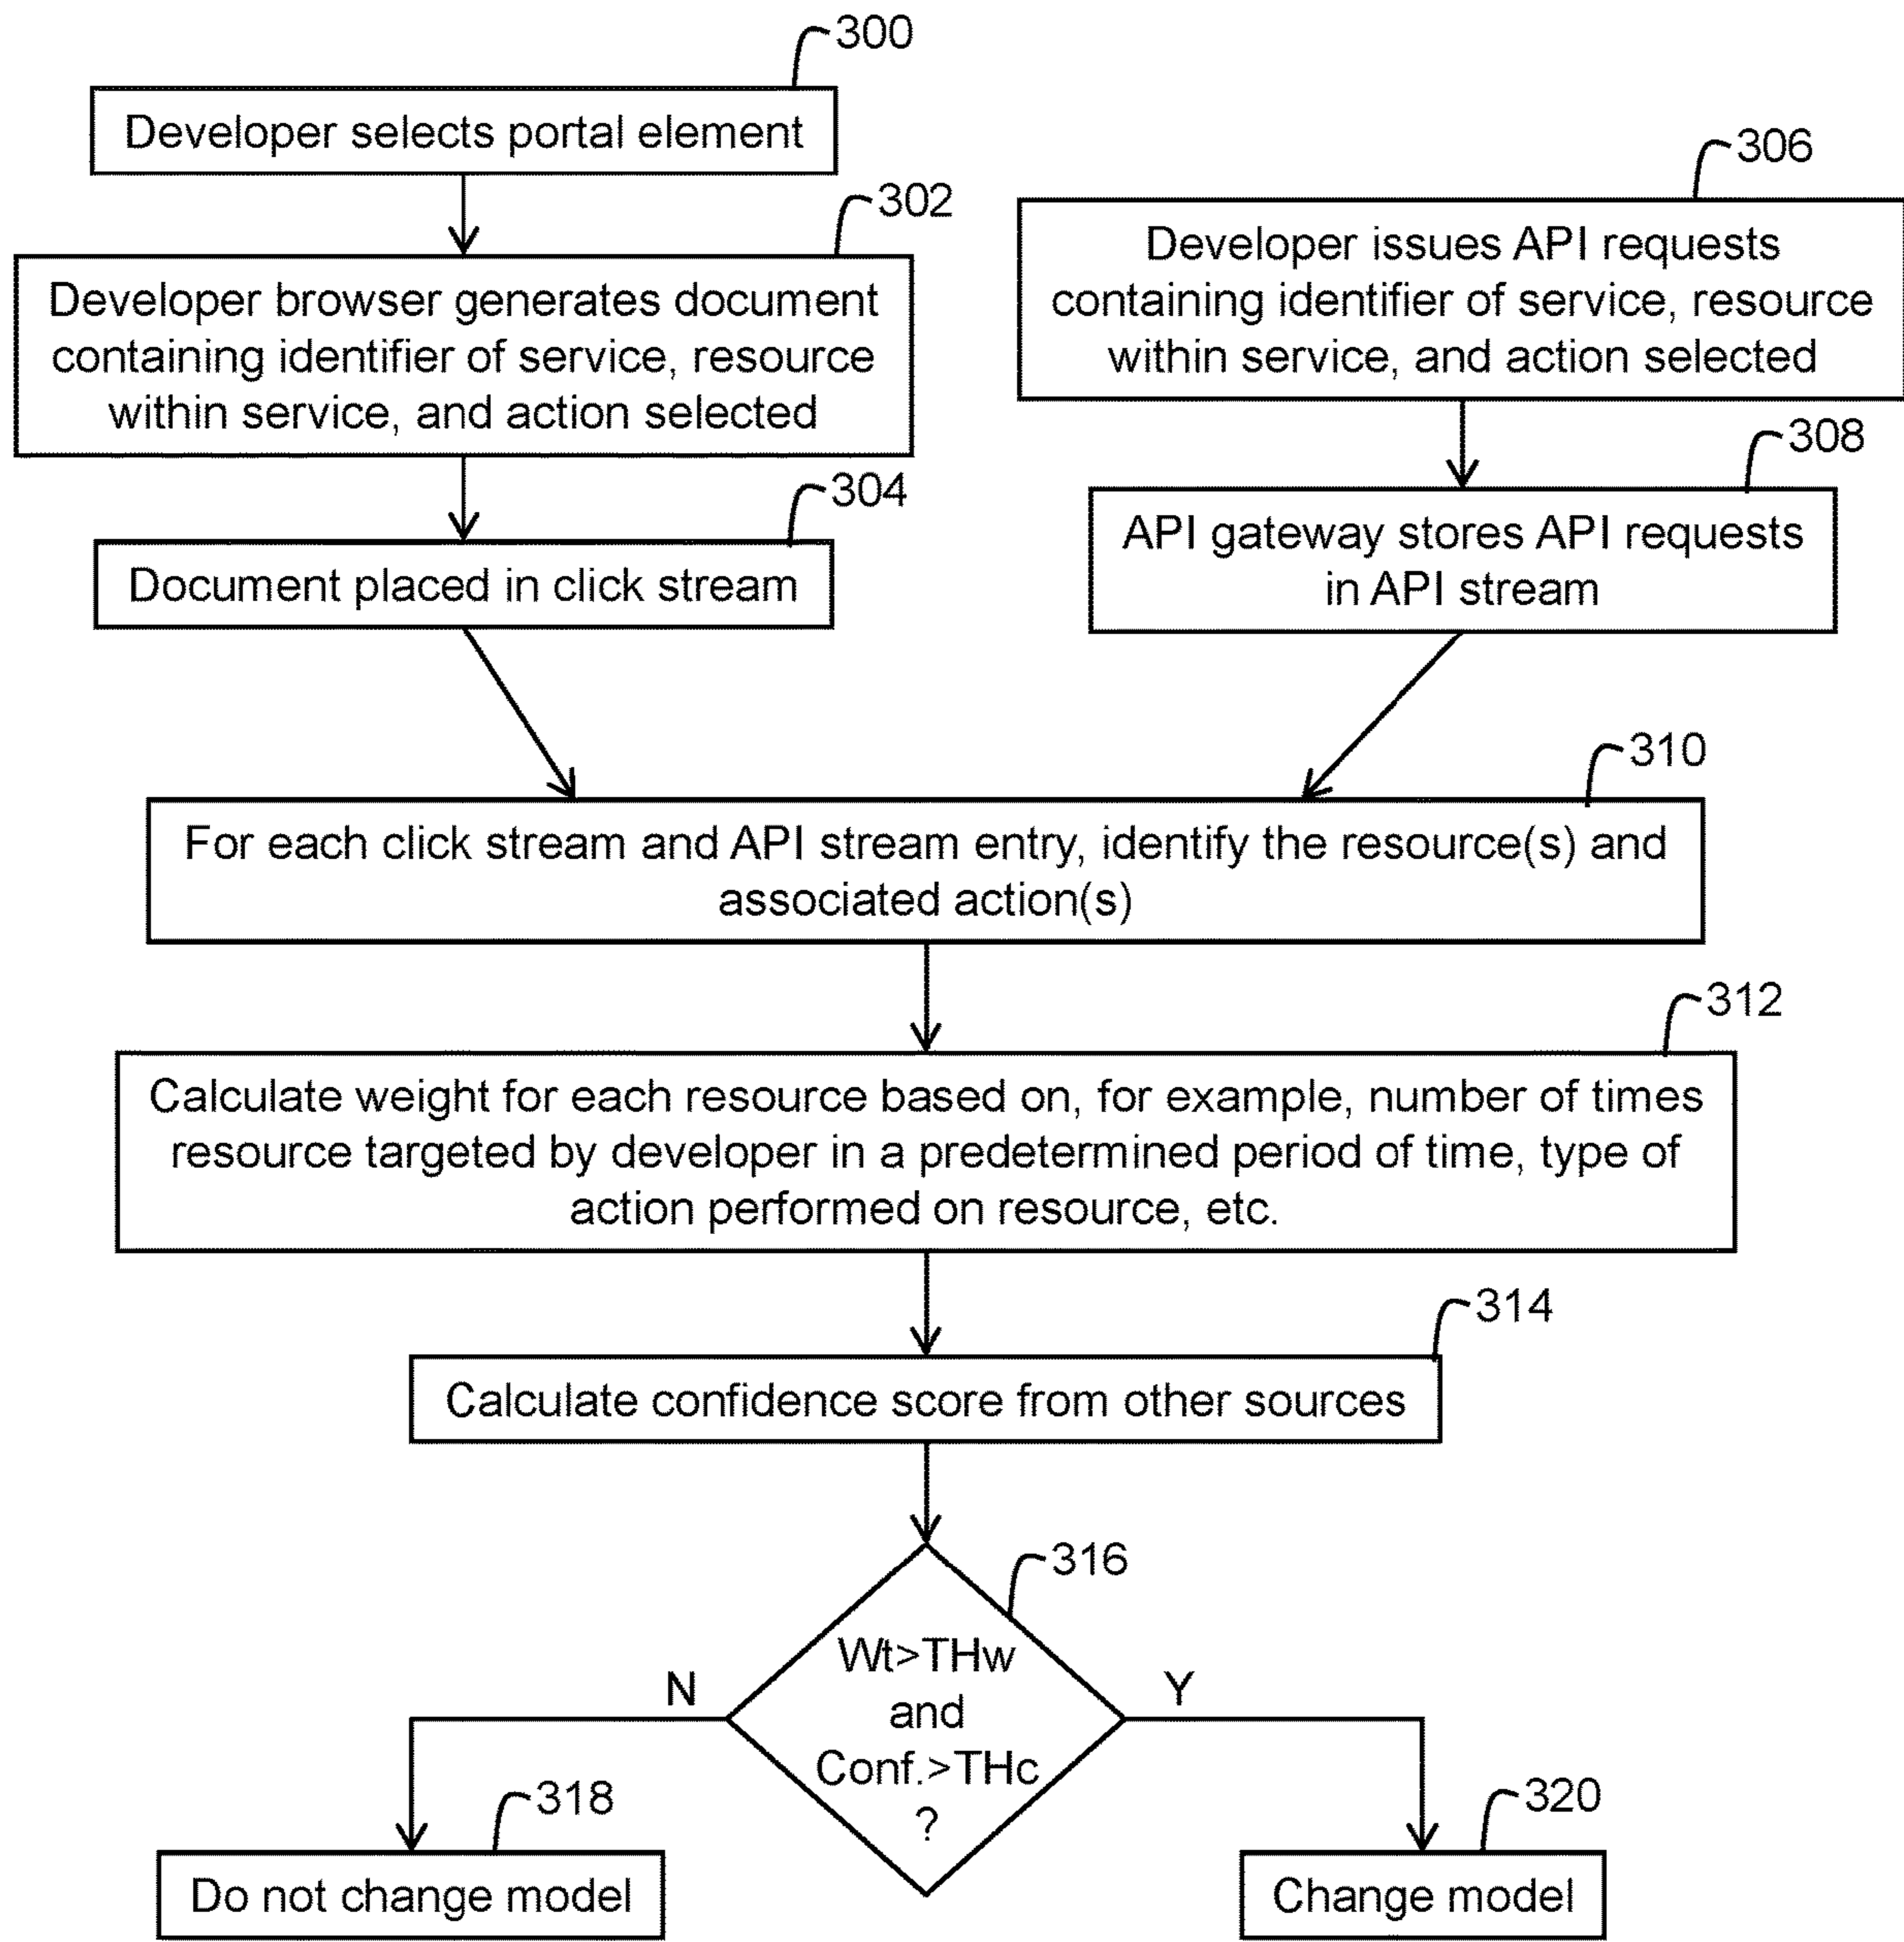 300
Developer selects portal element
302
Developer browser generates document
containing identifier of service, resource
within service, and action selected
304
Document placed in click stream
306
Developer issues API requests
containing identifier of service, resource
within service, and action selected
308
API gateway stores API requests
in API stream
310
For each click stream and API stream entry, identify the resource(s) and
associated action(s)
312
Calculate weight for each resource based on, for example, number of times
resource targeted by developer in a predetermined period of time, type of
action performed on resource, etc.
314
Calculate confidence score from other sources
316
Wt>THw
and
Conf.>THc
?
N
Y
318
Do not change model
320
Change model